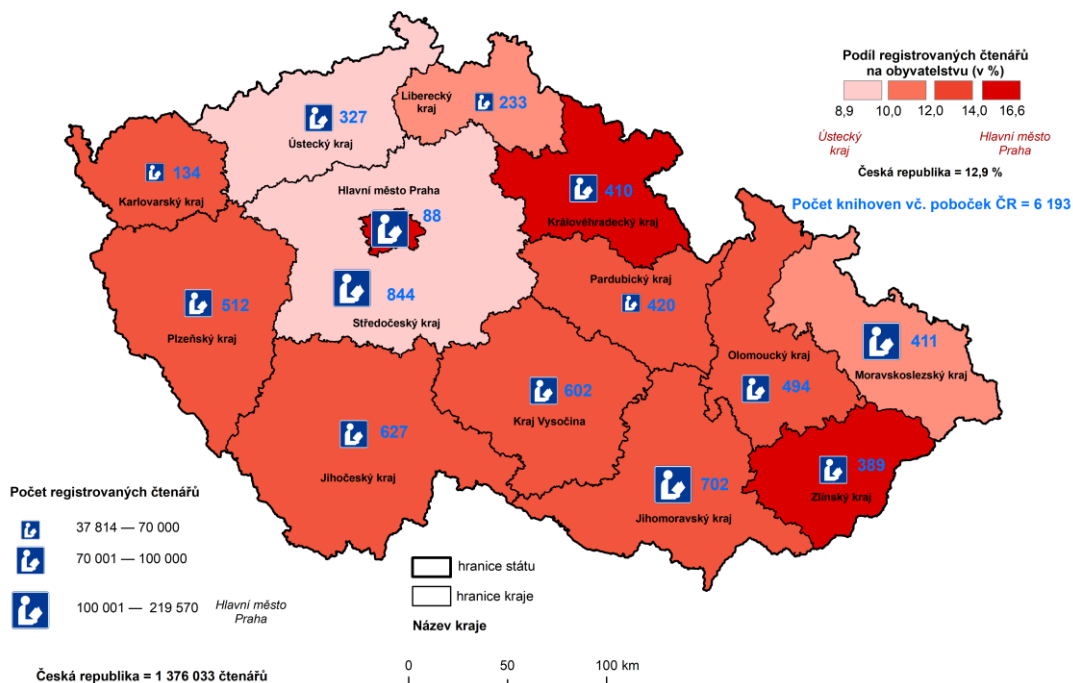 Podíl registrovaných čtenářů
na obyvatelstvu (v %)
8,9 10,0 12,0 14,0 16,6
Ústecký
kraj
Hlavní město
Praha
Česká republika = 12,9 %
Počet knihoven vč. poboček ČR = 6 193
Liberecký
kraj
233
327
Ústecký kraj
134
Karlovarský kraj
Hlavní město Praha
88
410
Královéhradecký kraj
844
Středočeský kraj
512
Plzeňský kraj
Pardubický kraj
420
Olomoucký kraj
494
411
Moravskoslezský kraj
602
Kraj Vysočina
627
Jihočeský kraj
702
Jihomoravský kraj
389
Zlínský kraj
Počet registrovaných čtenářů
37 814 — 70 000
70 001 — 100 000
100 001 — 219 570 Hlavní město
Praha
Česká republika = 1 376 033 čtenářů
hranice státu
hranice kraje
Název kraje
0 50 100 km